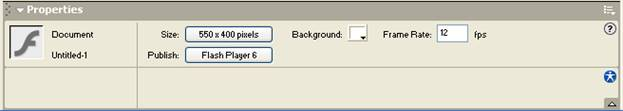 Properties
Document Size: 550 x 400 pixels Background: Frame Rate: 12 fps
Untitled-1 Publish: Flash Player 6